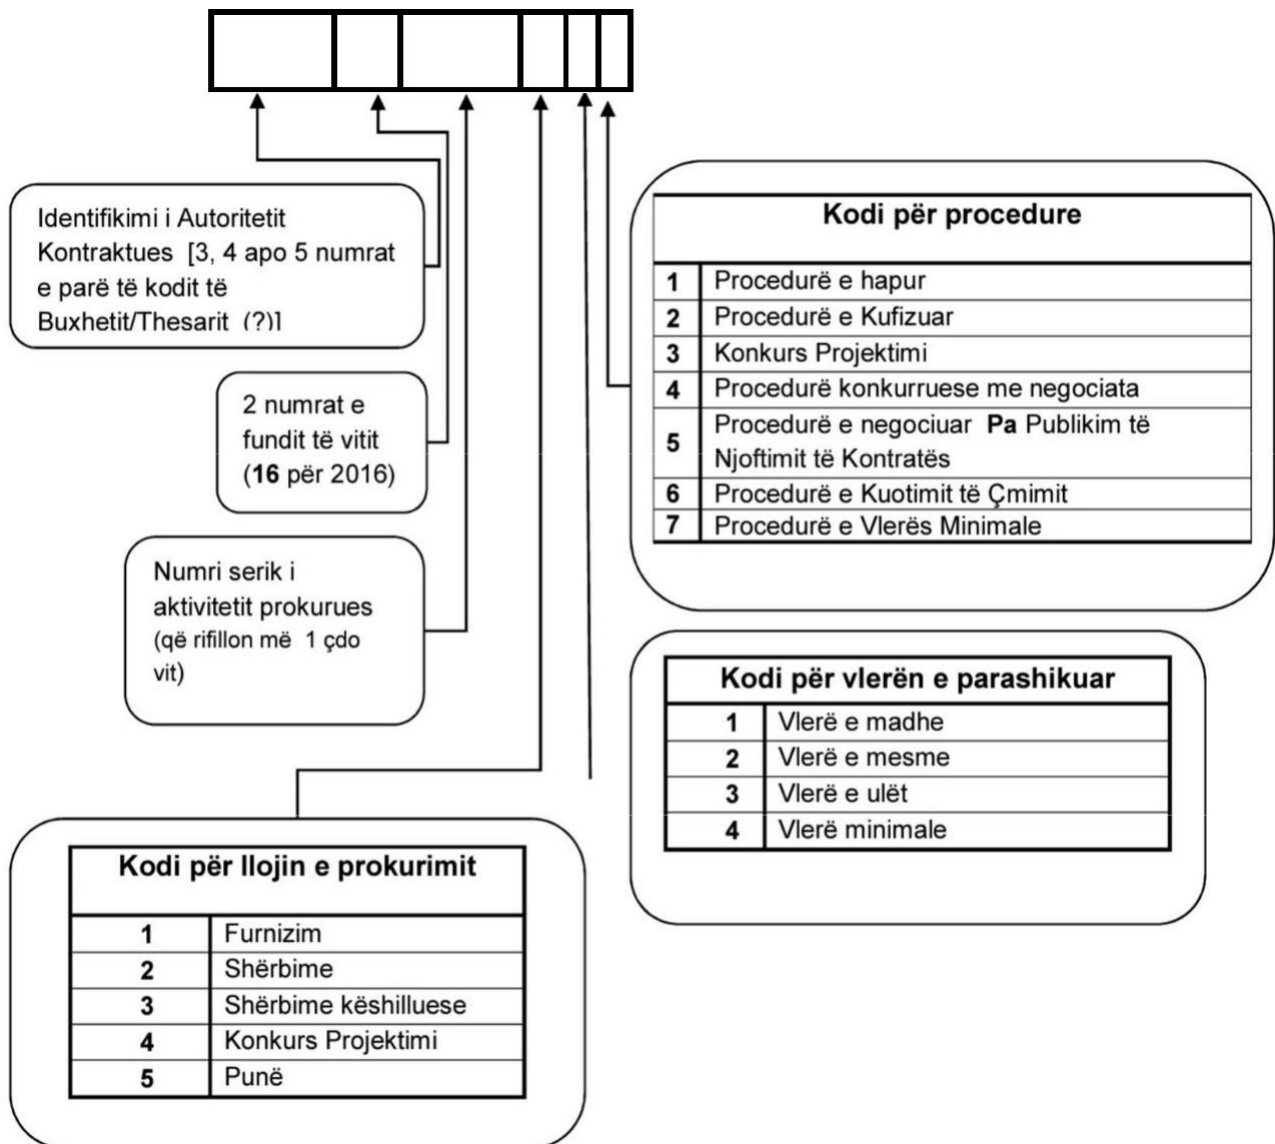 Identifikimi i Autoritetit
Kontraktues [3, 4 apo 5 numrat
e parë të kodit të
Buxhetit/Thesarit (?)]
2 numrat e
fundit të vitit
(16 për 2016)
Numri serik i
aktivitetit prokurues
(që rifillon më 1 çdo
vit)
Kodi për procedure
1 Procedurë e hapur
2 Procedurë e Kufizuar
3 Konkurs Projektimi
4 Procedurë konkurruese me negociata
5 Procedurë e negociuar Pa Publikim të
Njoftimit të Kontratës
6 Procedurë e Kuotimit të Çmimit
7 Procedurë e Vlerës Minimale
Kodi për vlerën e parashikuar
1 Vlerë e madhe
2 Vlerë e mesme
3 Vlerë e ulët
4 Vlerë minimale
Kodi për llojin e prokurimit
1 Furnizim
2 Shërbime
3 Shërbime këshilluese
4 Konkurs Projektimi
5 Punë